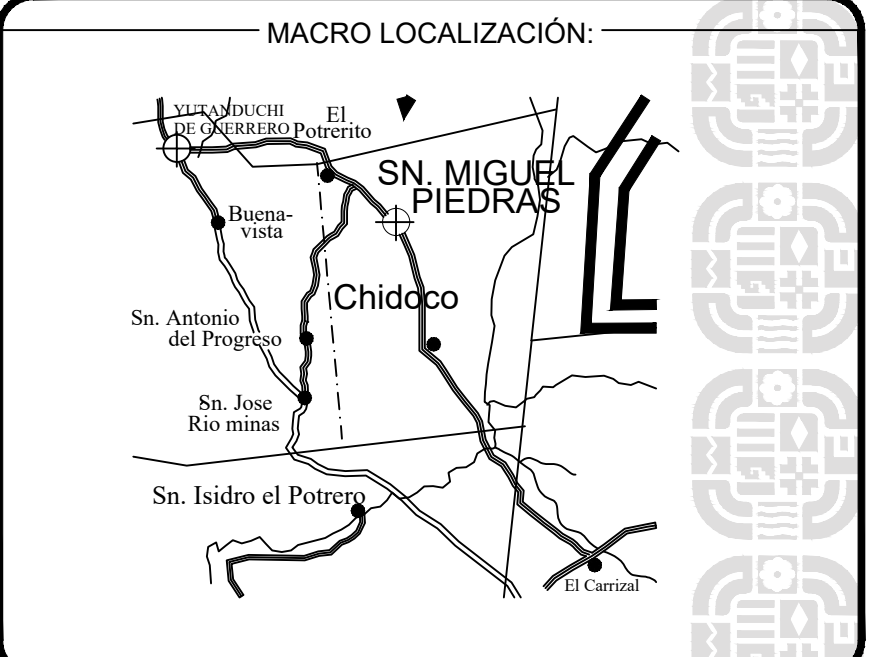 MACRO LOCALIZACIÓN:
YUTANDUCHI
DE GUERRERO
El
Potrerito
SN. MIGUEL
PIEDRAS
Buena-
vista
Chidoco
Sn. Antonio
del Progreso
Sn. Jose
Rio minas
Sn. Isidro el Potrero
El Carrizal